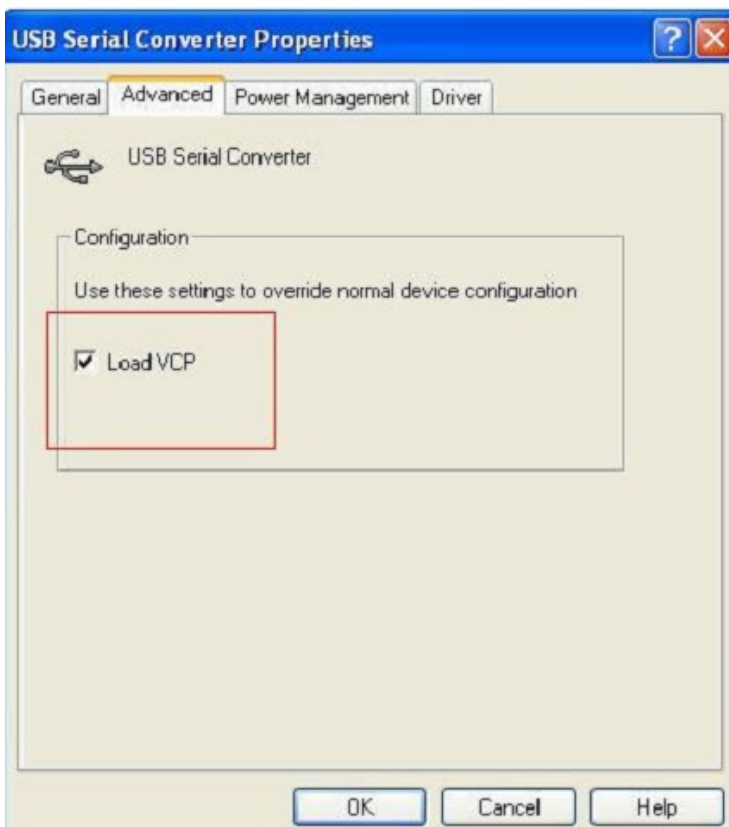 USB Serial Converter Properties
General Advanced Power Management Driver
USB Serial Converter
Configuration
Use these settings to override normal device configuration
Load VCP
OK Cancel Help